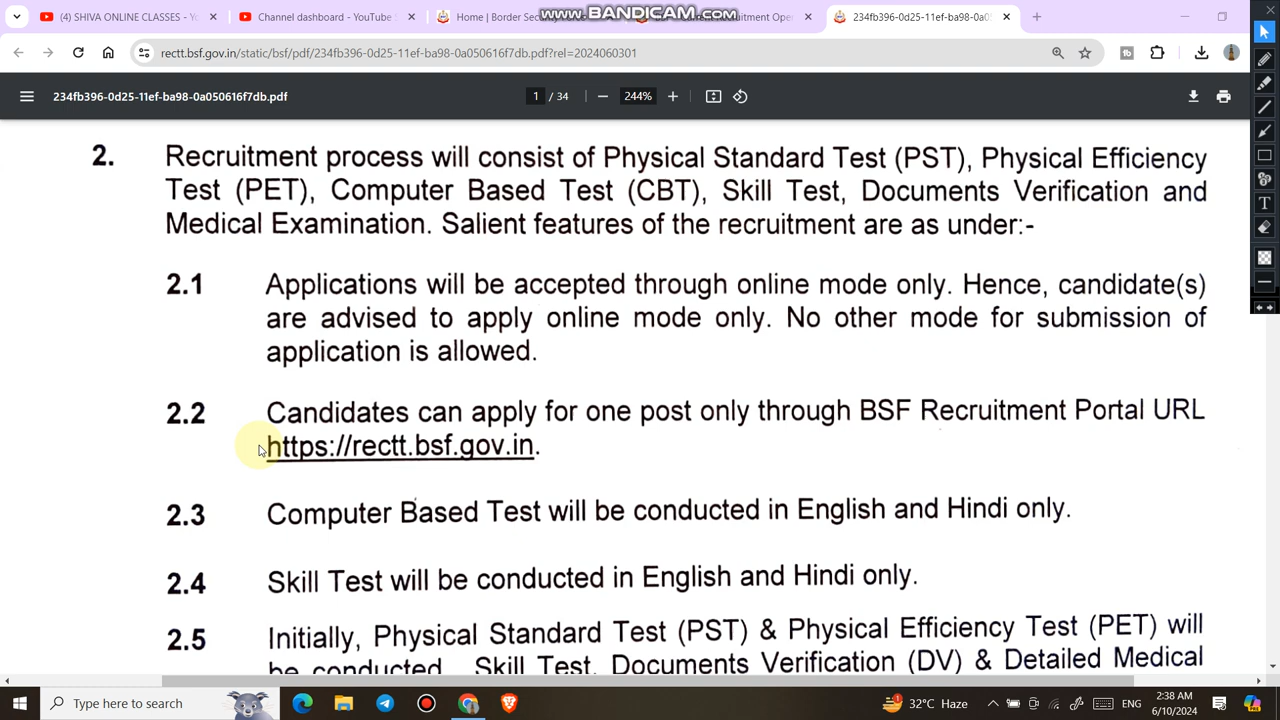 (4) SHIVA ONLINE CLASSES - Y
Channel dashboard - YouTube S
Home | Border Sec
www.BANDICAM.com
ruitment Oper
234fb396-0d25-11ef-ba98-0a05
rectt.bsf.gov.in/static/bsf/pdf/234fb396-0d25-11ef-ba98-0a050616f7db.pdf?rel=2024060301
234fb396-0d25-11ef-ba98-0a050616f7db.pdf
1 / 34
244%
2. Recruitment process will consist of Physical Standard Test (PST), Physical Efficiency
Test (PET), Computer Based Test (CBT), Skill Test, Documents Verification and
Medical Examination. Salient features of the recruitment are as under:-
2.1 Applications will be accepted through online mode only. Hence, candidate(s)
are advised to apply online mode only. No other mode for submission of
application is allowed.
2.2 Candidates can apply for one post only through BSF Recruitment Portal URL
https://rectt.bsf.gov.in.
2.3 Computer Based Test will be conducted in English and Hindi only.
2.4 Skill Test will be conducted in English and Hindi only.
2.5 Initially, Physical Standard Test (PST) & Physical Efficiency Test (PET) will
be conducted. Skill Test, Documents Verification (DV) & Detailed Medical
Type here to search
32°C Haze
ENG
2:38 AM
6/10/2024